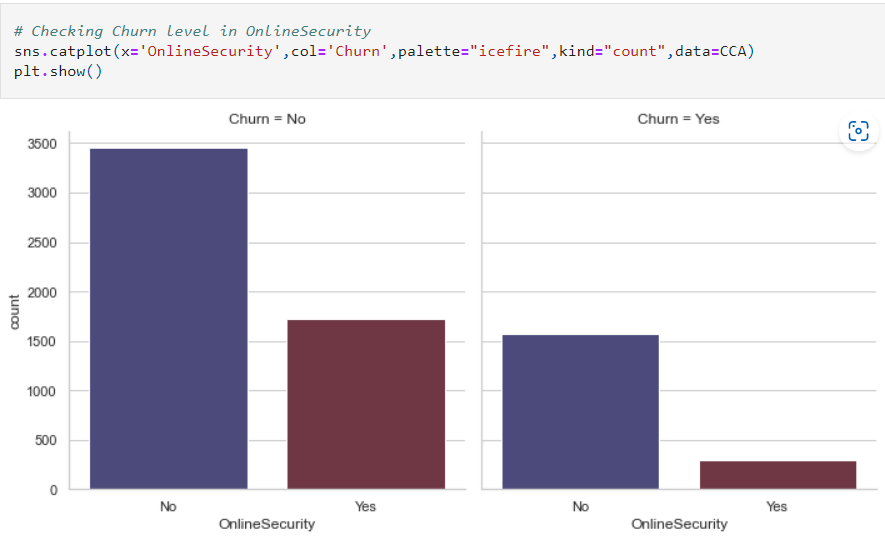 # Checking Churn level in OnlineSecurity
sns.catplot(x='OnlineSecurity',col='Churn',palette="icefire",kind="count",data=CCA)
plt.show()
Churn = No
Churn = Yes
3500
3000
2500
2000
1500
1000
500
0
count
No
Yes
No
Yes
OnlineSecurity
OnlineSecurity